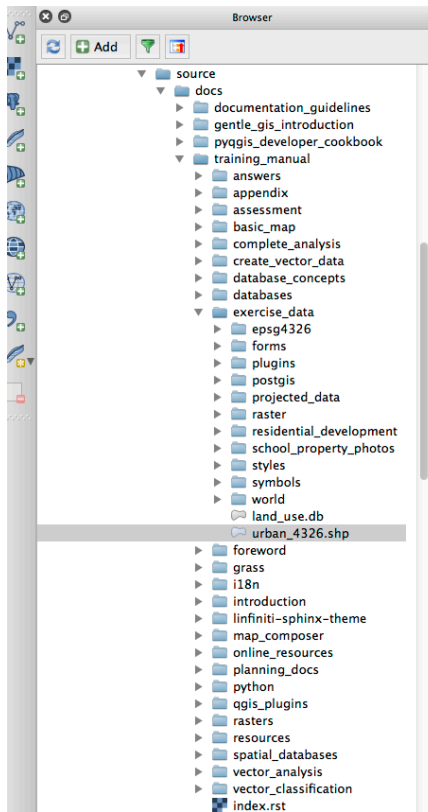 Browser
Add
source
docs
documentation_guidelines
gentle_gis_introduction
pyqgis_developer_cookbook
training_manual
answers
appendix
assessment
basic_map
complete_analysis
create_vector_data
database_concepts
databases
exercise_data
epsg4326
forms
plugins
postgis
projected_data
raster
residential_development
school_property_photos
styles
symbols
world
land_use.db
urban_4326.shp
foreword
grass
i18n
introduction
linfiniti-sphinx-theme
map_composer
online_resources
planning_docs
python
qgis_plugins
rasters
resources
spatial_databases
vector_analysis
vector_classification
index.rst